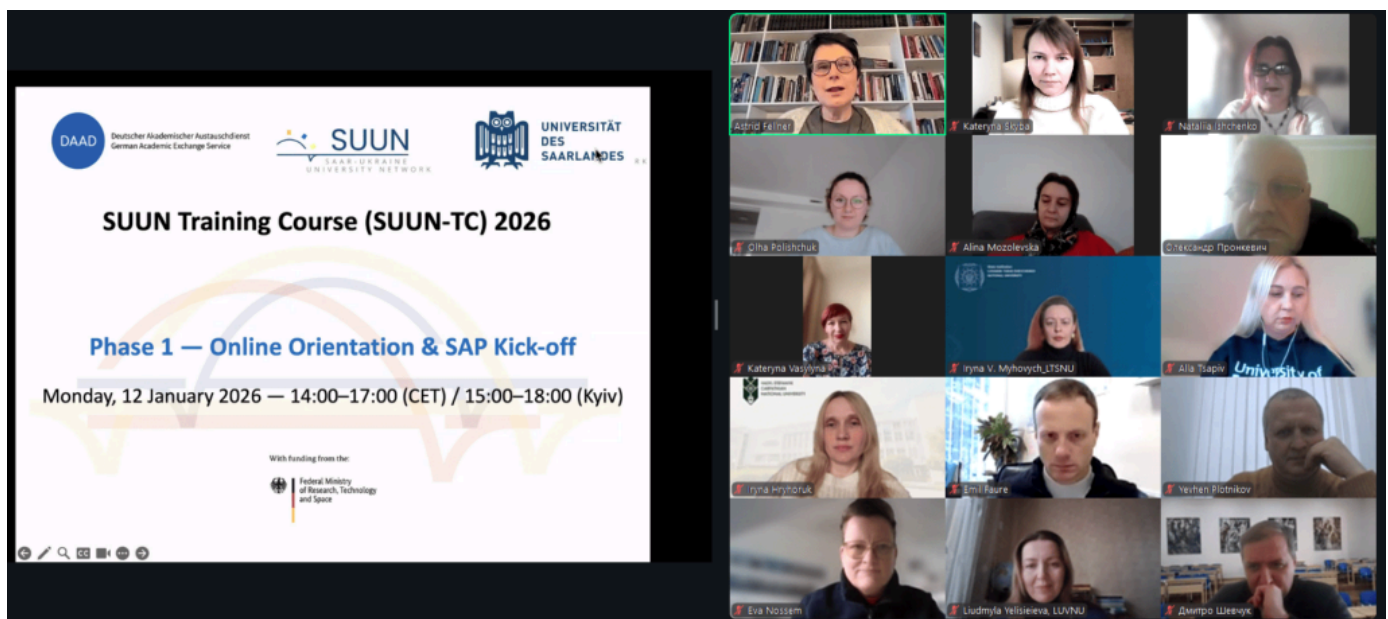 DAAD
Deutscher Akademischer Austauschdienst
German Academic Exchange Service
SUUN
SAAR-UKRAINE
UNIVERSITY NETWORK
UNIVERSITÄT
DES
SAARLANDES
SUUN Training Course (SUUN-TC) 2026
Phase 1 — Online Orientation & SAP Kick-off
Monday, 12 January 2026 — 14:00–17:00 (CET) / 15:00–18:00 (Kyiv)
With funding from the:
Federal Ministry
of Research, Technology
and Space
CC
Astrid Fellner
Kateryna Skyba
Nataliia Ishchenko
Olha Polishchuk
Alina Mozolevska
Олександр Пронкевич
Kateryna Vasylyna
Iryna V. Myhovych_LTSNU
Alla Tsapiv
University of
Iryna Hryhoruk
Emil Faure
Yevhen Plotnikov
Eva Nossem
Liudmyla Yelisieieva, LUVNU
Дмитро Шевчук